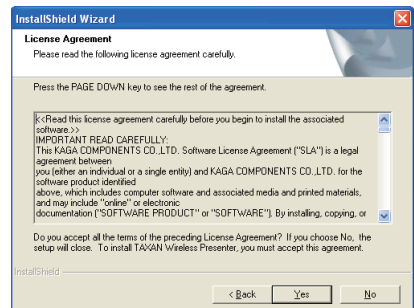 InstallShield Wizard
License Agreement
Please read the following license agreement carefully.
Press the PAGE DOWN key to see the rest of the agreement.
<<Read this license agreement carefully before you begin to install the associated
software.>>
IMPORTANT READ CAREFULLY:
This KAGA COMPONENTS CO.,LTD. Software License Agreement ("SLA") is a legal
agreement between
you (either an individual or a single entity) and KAGA COMPONENTS CO.,LTD. for the
software product identified
above, which includes computer software and associated media and printed materials,
and may include "online" or electronic
documentation ("SOFTWARE PRODUCT" or "SOFTWARE"). By installing, copying, or
Do you accept all the terms of the preceding License Agreement? If you choose No, the
setup will close. To install TAXAN Wireless Presenter, you must accept this agreement.
InstallShield
< Back Yes No